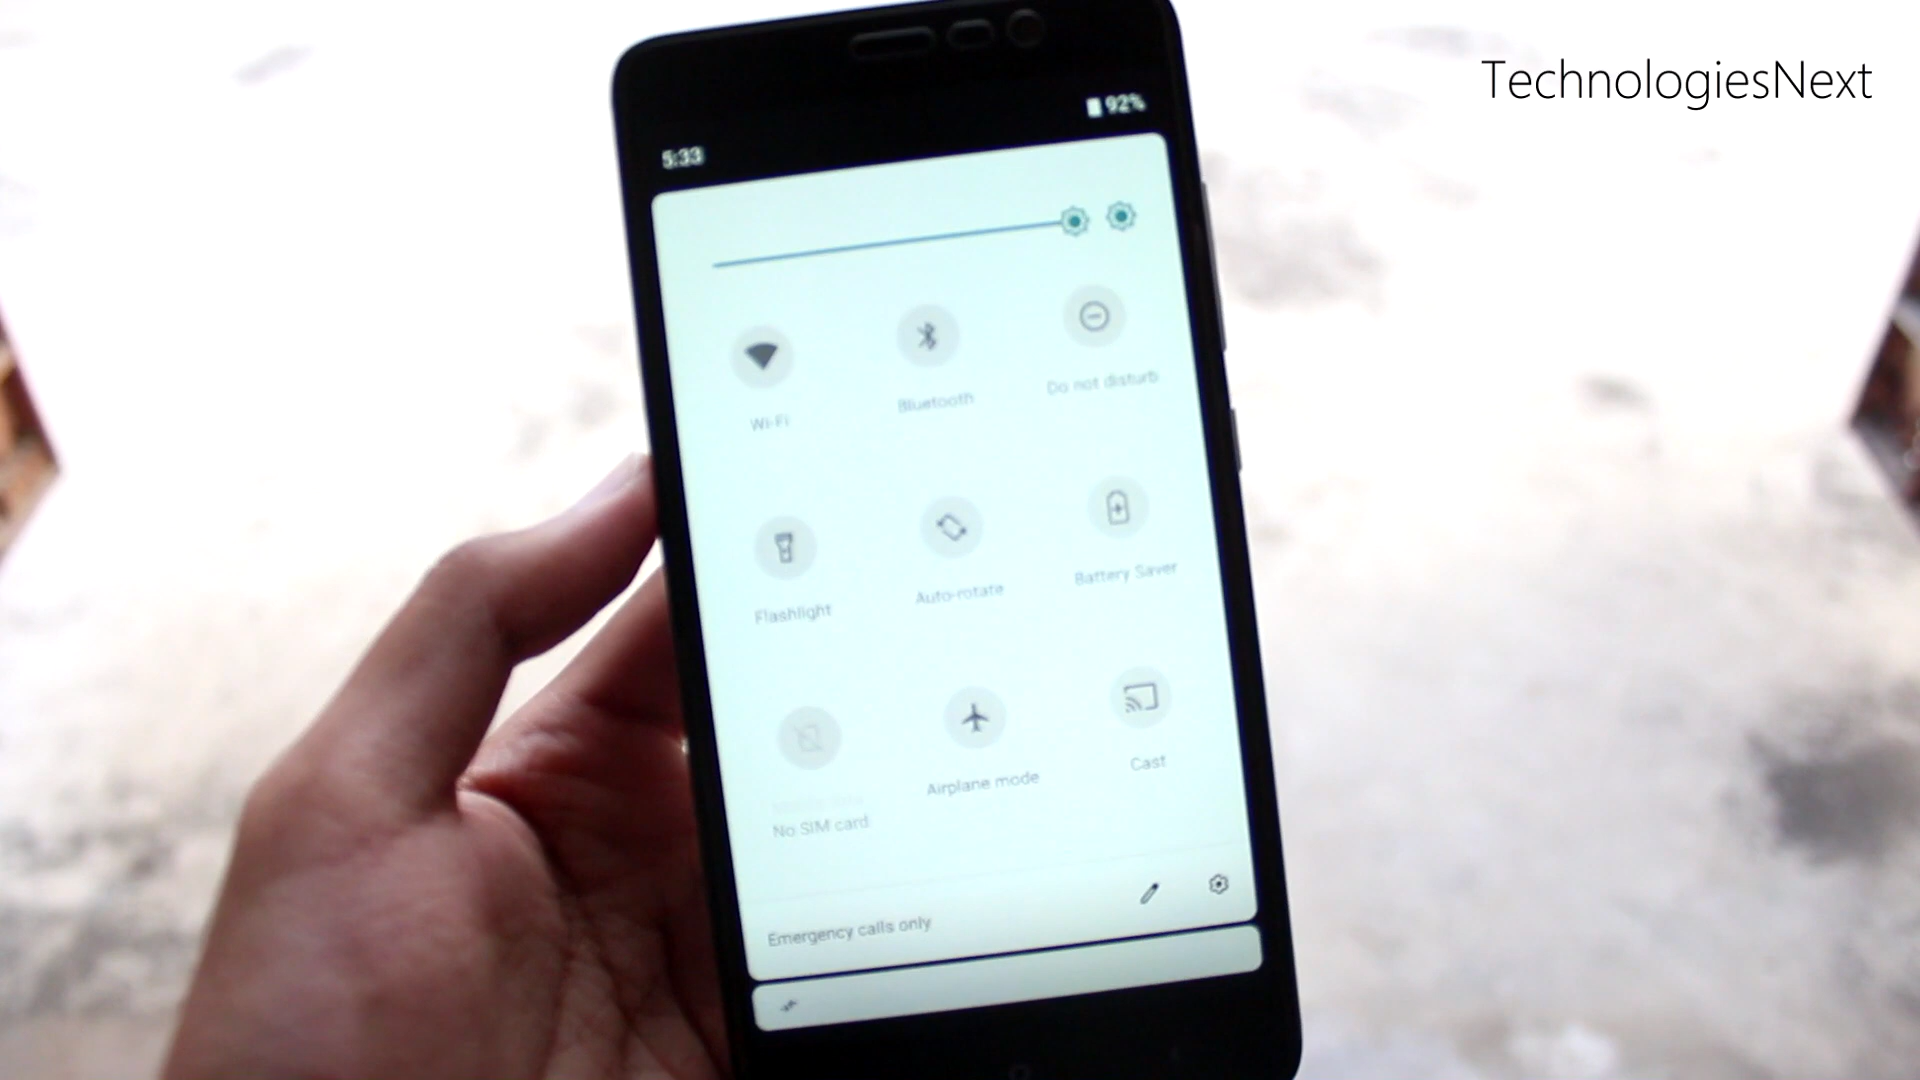 TechnologiesNext
92%
5:33
Wi-Fi
Bluetooth
Do not disturb
Flashlight
Auto-rotate
Battery Saver
No SIM card
Airplane mode
Cast
Emergency calls only